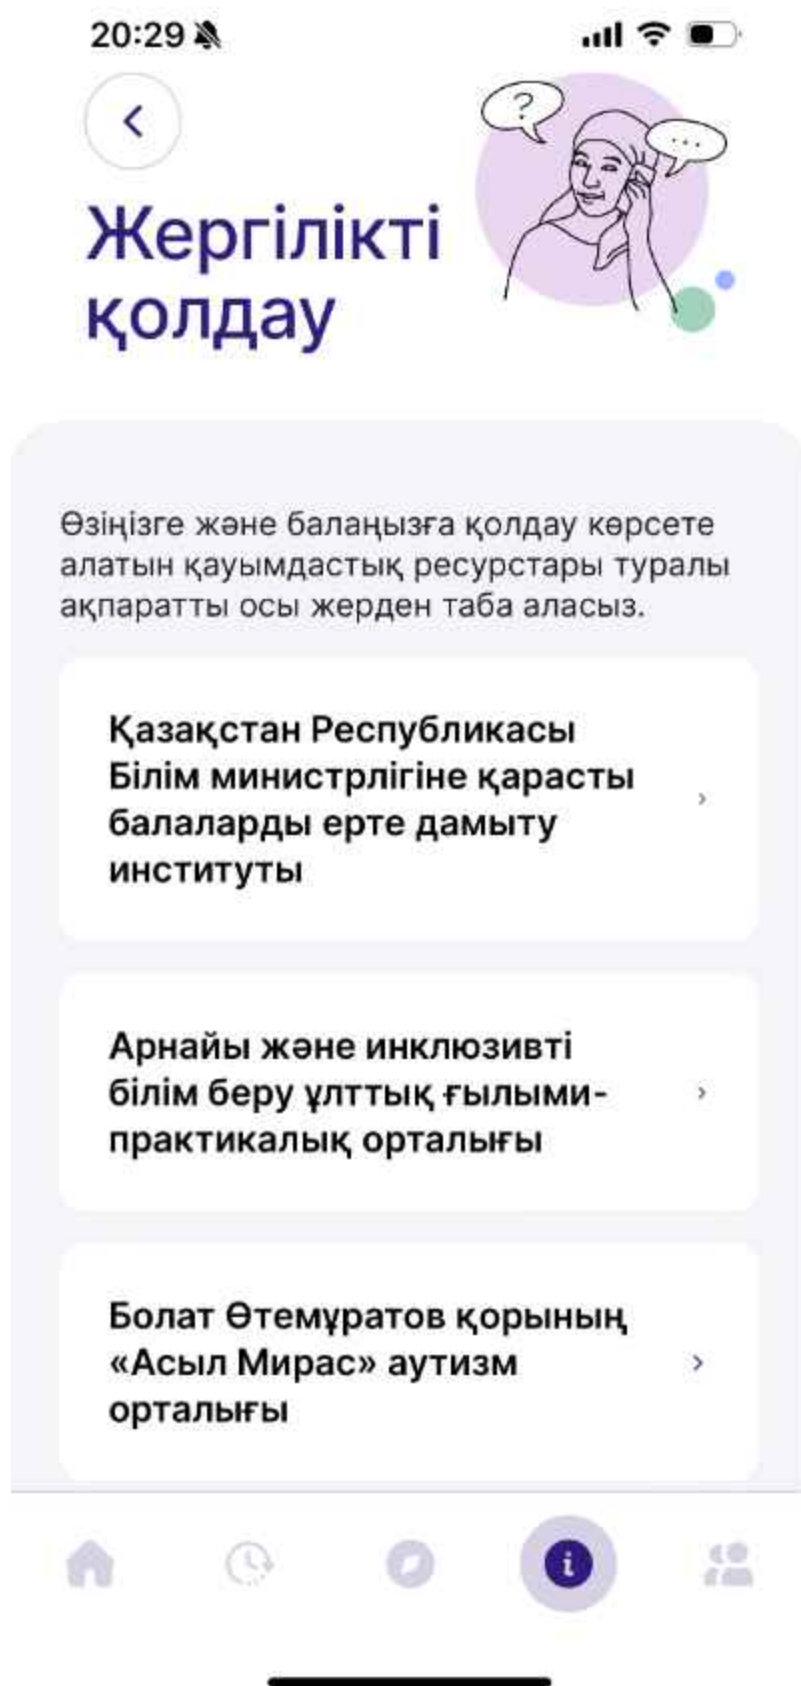 20:29
?
...
Жергілікті
қолдау
Өзіңізге және балаңызға қолдау көрсете
алатын қауымдастық ресурстары туралы
ақпаратты осы жерден таба аласыз.
Қазақстан Республикасы
Білім министрлігіне қарасты
балаларды ерте дамыту
институты
Арнайы және инклюзивті
білім беру ұлттық ғылыми-
практикалық орталығы
Болат Өтемұратов қорының
«Асыл Мирас» аутизм
орталығы